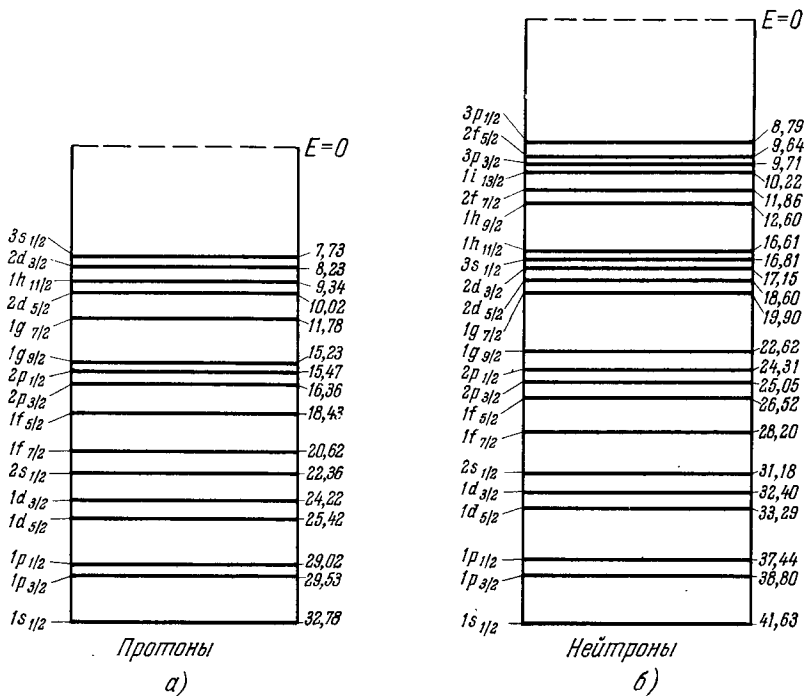 E=0
3s 1/2 7,73
2d 3/2 8,23
1h 11/2 9,34
2d 5/2 10,02
1g 7/2 11,78
1g 9/2 15,23
2p 1/2 15,47
2p 3/2 16,36
1f 5/2 18,43
1f 7/2 20,62
2s 1/2 22,36
1d 3/2 24,22
1d 5/2 25,42
1p 1/2 29,02
1p 3/2 29,53
1s 1/2 32,78
Протоны
а)
E=0
3p 1/2 8,79
2f 5/2 9,64
3p 3/2 9,71
1i 13/2 10,22
2f 7/2 11,86
1h 9/2 12,60
1h 11/2 16,61
3s 1/2 16,81
2d 3/2 17,15
2d 5/2 18,60
1g 7/2 19,90
1g 9/2 22,62
2p 1/2 24,31
2p 3/2 25,05
1f 5/2 26,52
1f 7/2 28,20
2s 1/2 31,18
1d 3/2 32,40
1d 5/2 33,29
1p 1/2 37,44
1p 3/2 38,80
1s 1/2 41,63
Нейтроны
б)